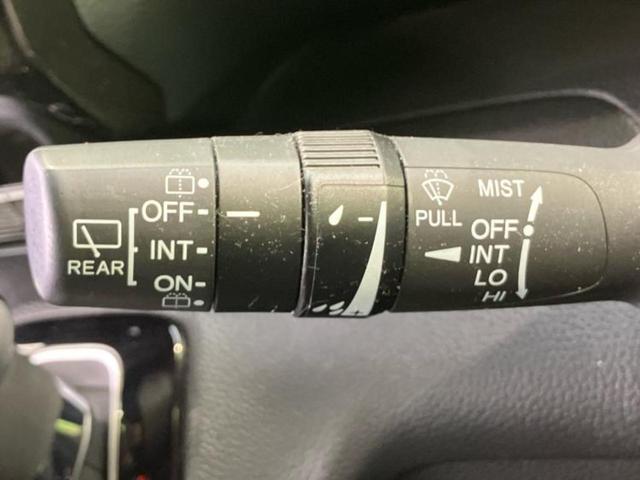 REAR
OFF
INT
ON
PULL
MIST
OFF
INT
LO
HI